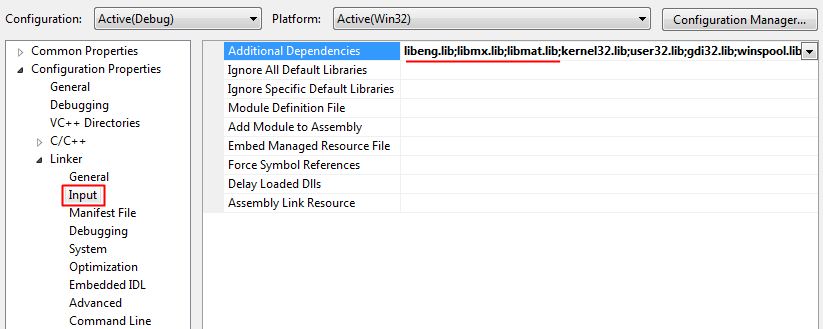 Configuration: Active(Debug) Platform: Active(Win32) Configuration Manager...
Common Properties
Configuration Properties
General
Debugging
VC++ Directories
C/C++
Linker
General
Input
Manifest File
Debugging
System
Optimization
Embedded IDL
Advanced
Command Line
Additional Dependencies libeng.lib;libmx.lib;libmat.lib;kernel32.lib;user32.lib;gdi32.lib;winspool.lib
Ignore All Default Libraries
Ignore Specific Default Libraries
Module Definition File
Add Module to Assembly
Embed Managed Resource File
Force Symbol References
Delay Loaded Dlls
Assembly Link Resource